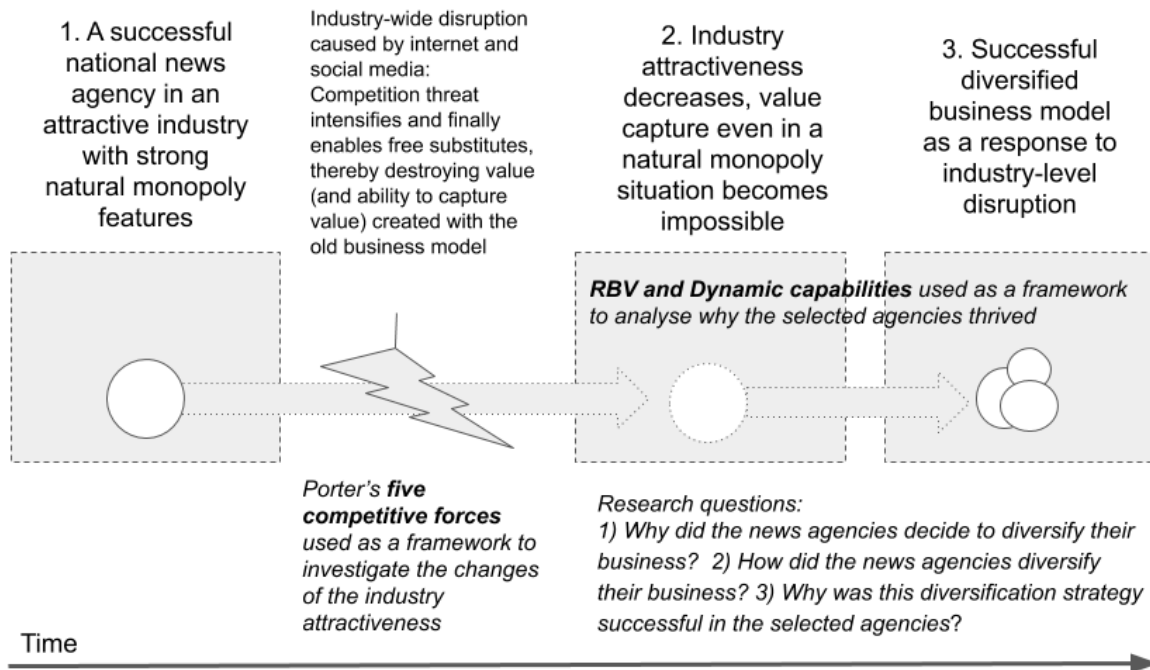 1. A successful
national news
agency in an
attractive industry
with strong
natural monopoly
features
Industry-wide disruption
caused by internet and
social media:
Competition threat
intensifies and finally
enables free substitutes,
thereby destroying value
(and ability to capture
value) created with the
old business model
2. Industry
attractiveness
decreases, value
capture even in a
natural monopoly
situation becomes
impossible
3. Successful
diversified
business model
as a response to
industry-level
disruption
RBV and Dynamic capabilities used as a framework
to analyse why the selected agencies thrived
Porter's five
competitive forces
used as a framework to
investigate the changes
of the industry
attractiveness
Research questions:
1) Why did the news agencies decide to diversify their
business?  2) How did the news agencies diversify
their business? 3) Why was this diversification strategy
successful in the selected agencies?
Time